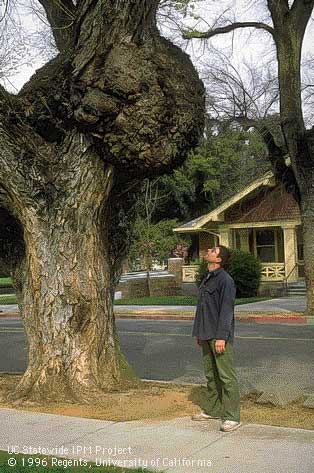 UC Statewide IPM Project
© 1996 Regents, University of California